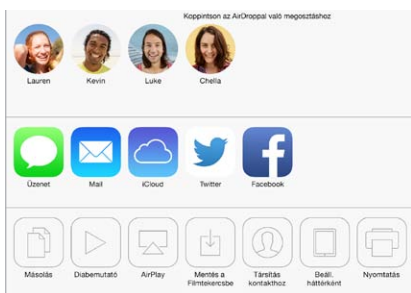 Koppintson az AirDroppal való megosztáshoz
Lauren Kevin Luke Chella
Üzenet Mail iCloud Twitter Facebook
Másolás Diabemutató AirPlay Mentés a Filmtekercsbe Társítás kontakthoz Beáll. háttérként Nyomtatás